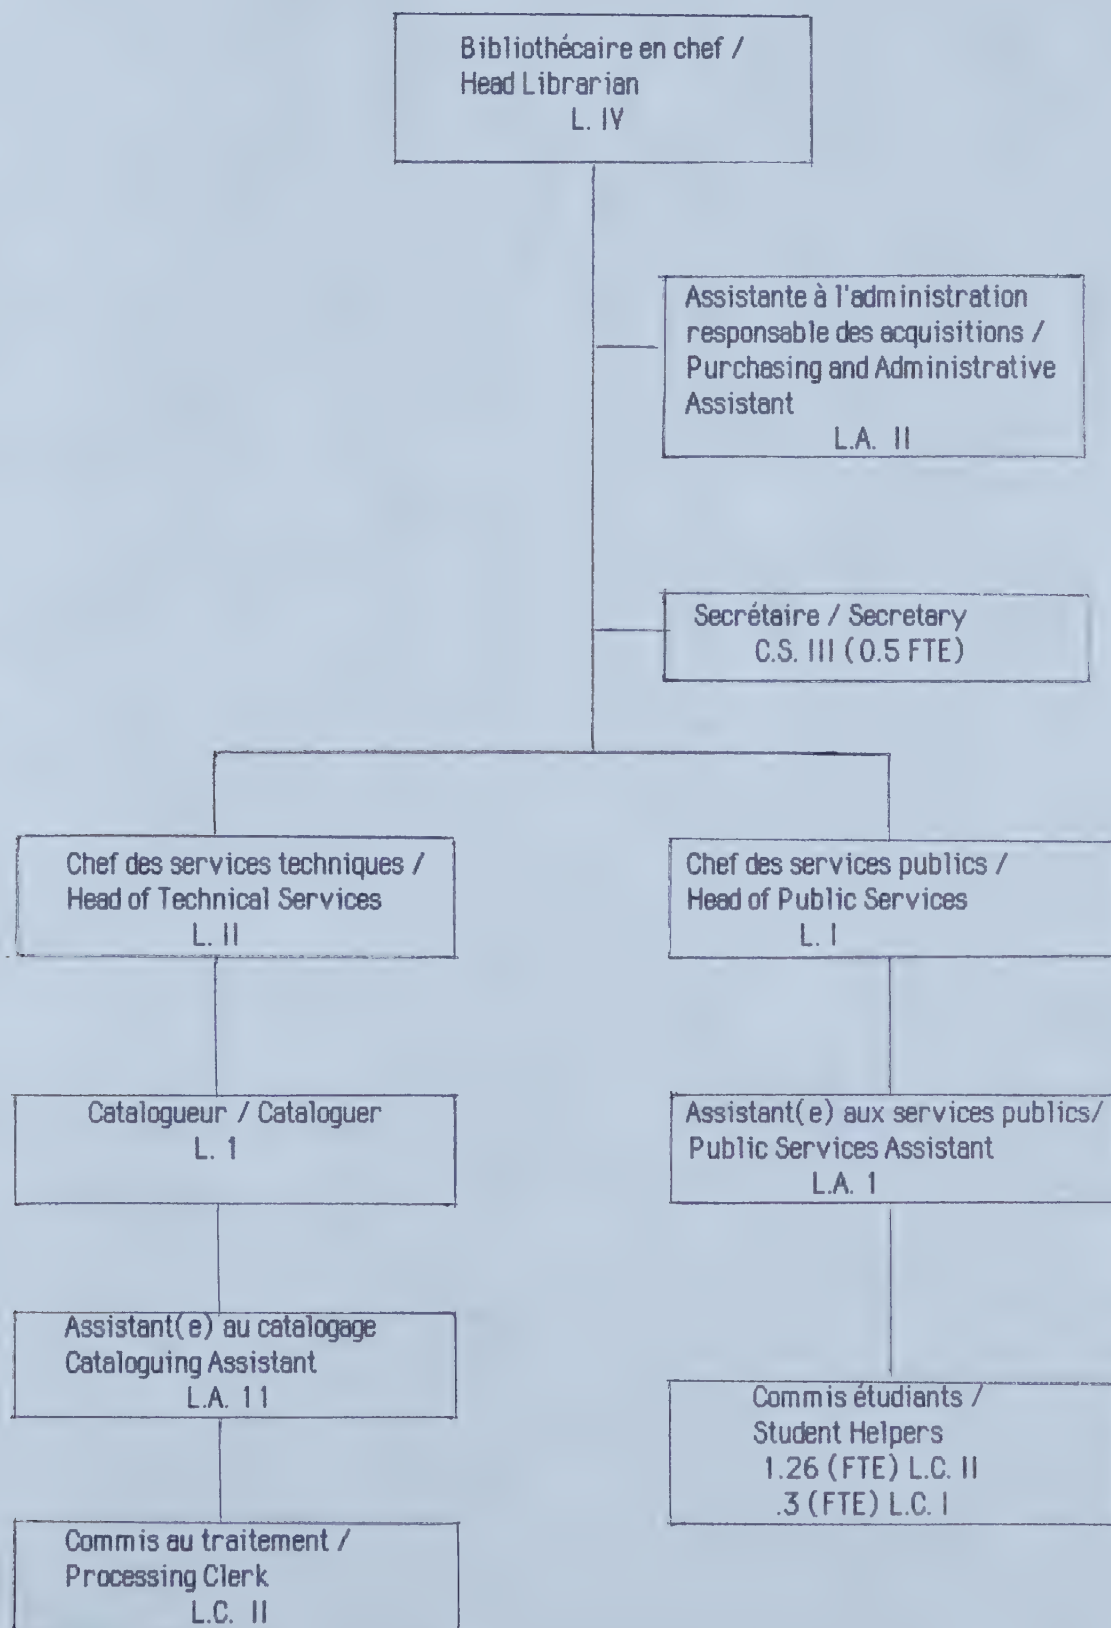 Bibliothécaire en chef /
Head Librarian
L. IV
Assistante à l'administration
responsable des acquisitions /
Purchasing and Administrative
Assistant
L.A. II
Secrétaire / Secretary
C.S. III (0.5 FTE)
Chef des services techniques /
Head of Technical Services
L. II
Chef des services publics /
Head of Public Services
L. I
Catalogueur / Cataloguer
L. 1
Assistant(e) aux services publics/
Public Services Assistant
L.A. 1
Assistant(e) au catalogage
Cataloguing Assistant
L.A. 11
Commis étudiants /
Student Helpers
1.26 (FTE) L.C. II
.3 (FTE) L.C. I
Commis au traitement /
Processing Clerk
L.C. II